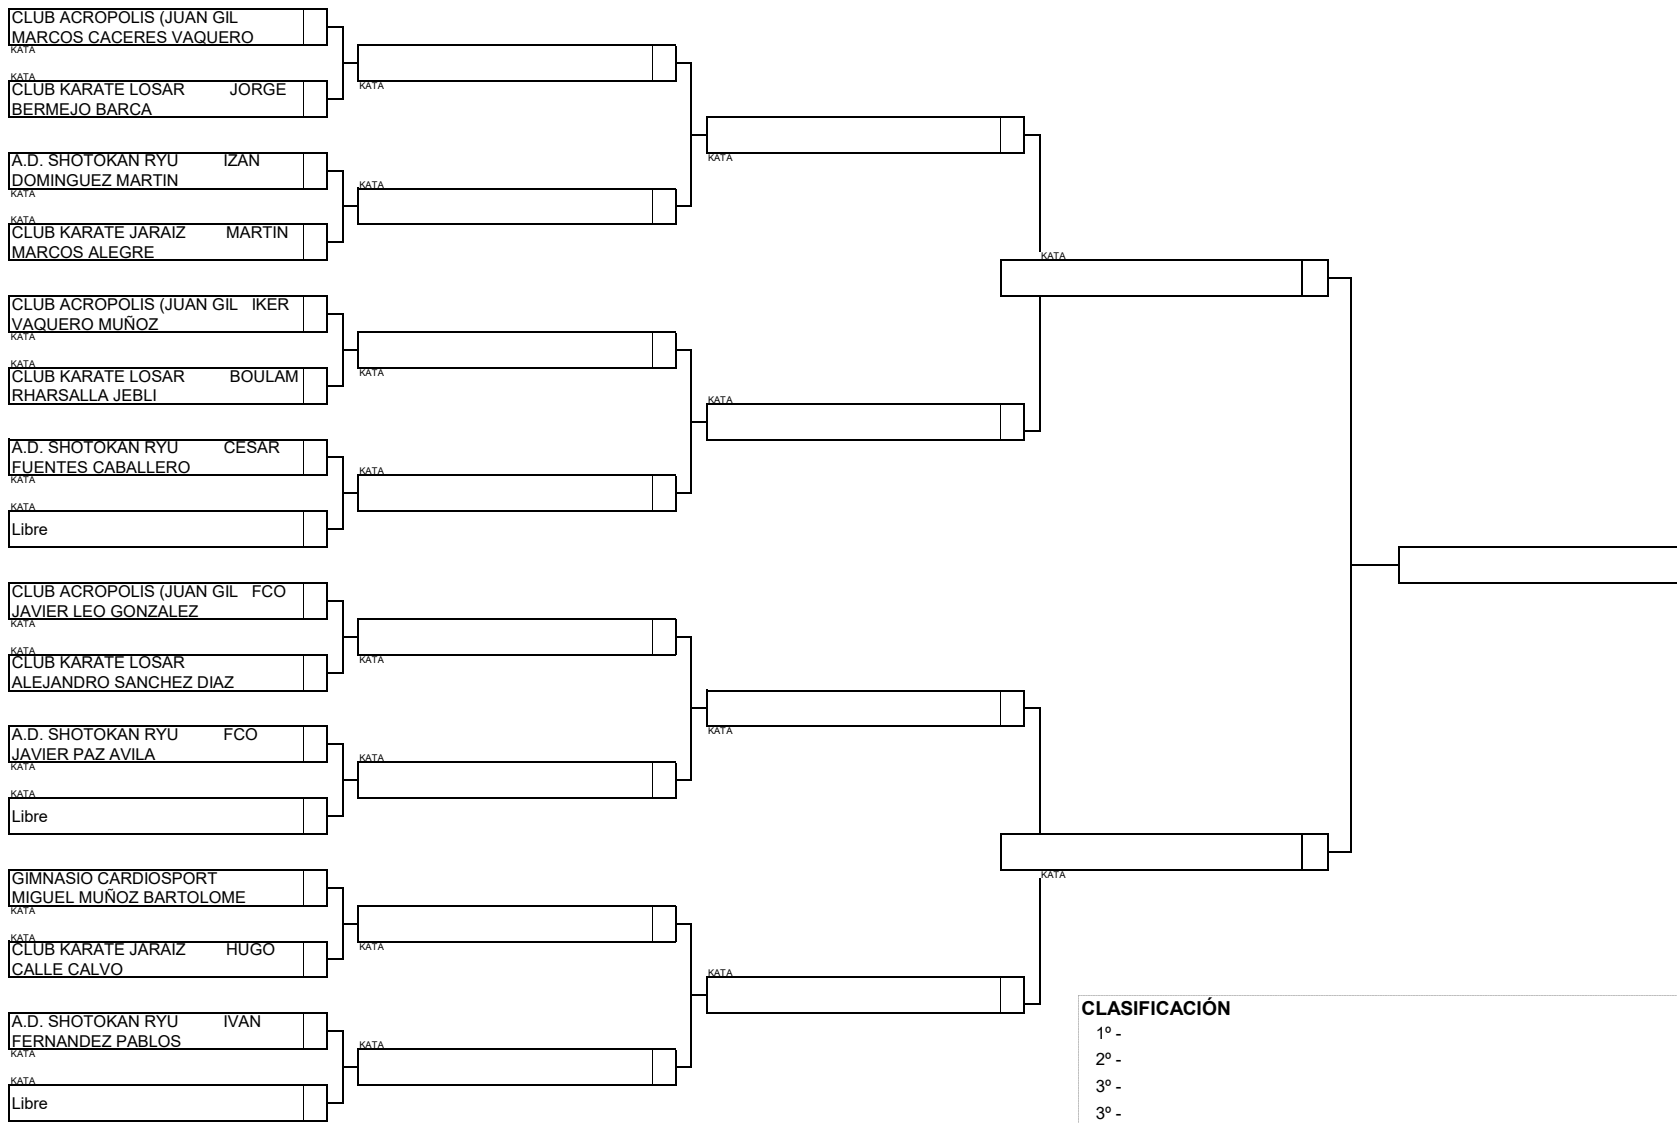 CLUB ACROPOLIS (JUAN GIL
MARCOS CACERES VAQUERO
KATA
KATA
CLUB KARATE LOSAR JORGE
BERMEJO BARCA
KATA
A.D. SHOTOKAN RYU IZAN
DOMINGUEZ MARTIN
KATA
KATA
KATA
KATA
CLUB KARATE JARAIZ MARTIN
MARCOS ALEGRE
KATA
CLUB ACROPOLIS (JUAN GIL IKER
VAQUERO MUÑOZ
KATA
KATA
CLUB KARATE LOSAR BOULAM
RHARSALLA JEBLI
KATA
KATA
A.D. SHOTOKAN RYU CESAR
FUENTES CABALLERO
KATA
KATA
KATA
Libre
CLUB ACROPOLIS (JUAN GIL FCO
JAVIER LEO GONZALEZ
KATA
KATA
CLUB KARATE LOSAR
ALEJANDRO SANCHEZ DIAZ
KATA
A.D. SHOTOKAN RYU FCO
JAVIER PAZ AVILA
KATA
KATA
KATA
KATA
Libre
GIMNASIO CARDIOSPORT
MIGUEL MUÑOZ BARTOLOME
KATA
KATA
KATA
CLUB KARATE JARAIZ HUGO
CALLE CALVO
KATA
KATA
A.D. SHOTOKAN RYU IVAN
FERNANDEZ PABLOS
KATA
KATA
KATA
Libre
CLASIFICACIÓN
1º -
2º -
3º -
3º -